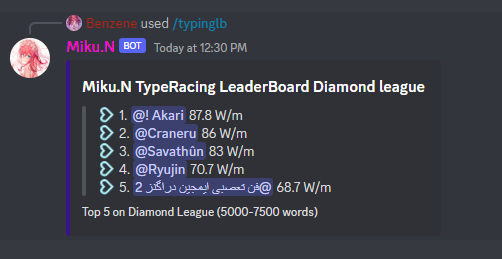 Benzene used /typinglb
Miku.N BOT Today at 12:30 PM
Miku.N TypeRacing LeaderBoard Diamond league
1. @! Akari 87.8 W/m
2. @Craneru 86 W/m
3. @Savathûn 83 W/m
4. @Ryujin 70.7 W/m
5. @فن تعصبی ایمجین دراگنز 2 68.7 W/m
Top 5 on Diamond League (5000-7500 words)